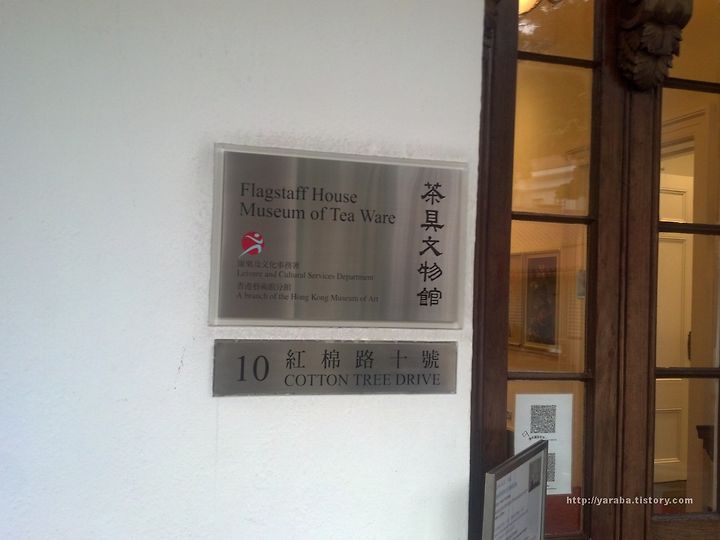 Flagstaff House
Museum of Tea Ware
茶具文物館
康樂及文化事務署
Leisure and Cultural Services Department
香港藝術館分館
A branch of the Hong Kong Museum of Art
10 紅棉路十號
COTTON TREE DRIVE
http://yaraba.tistory.com